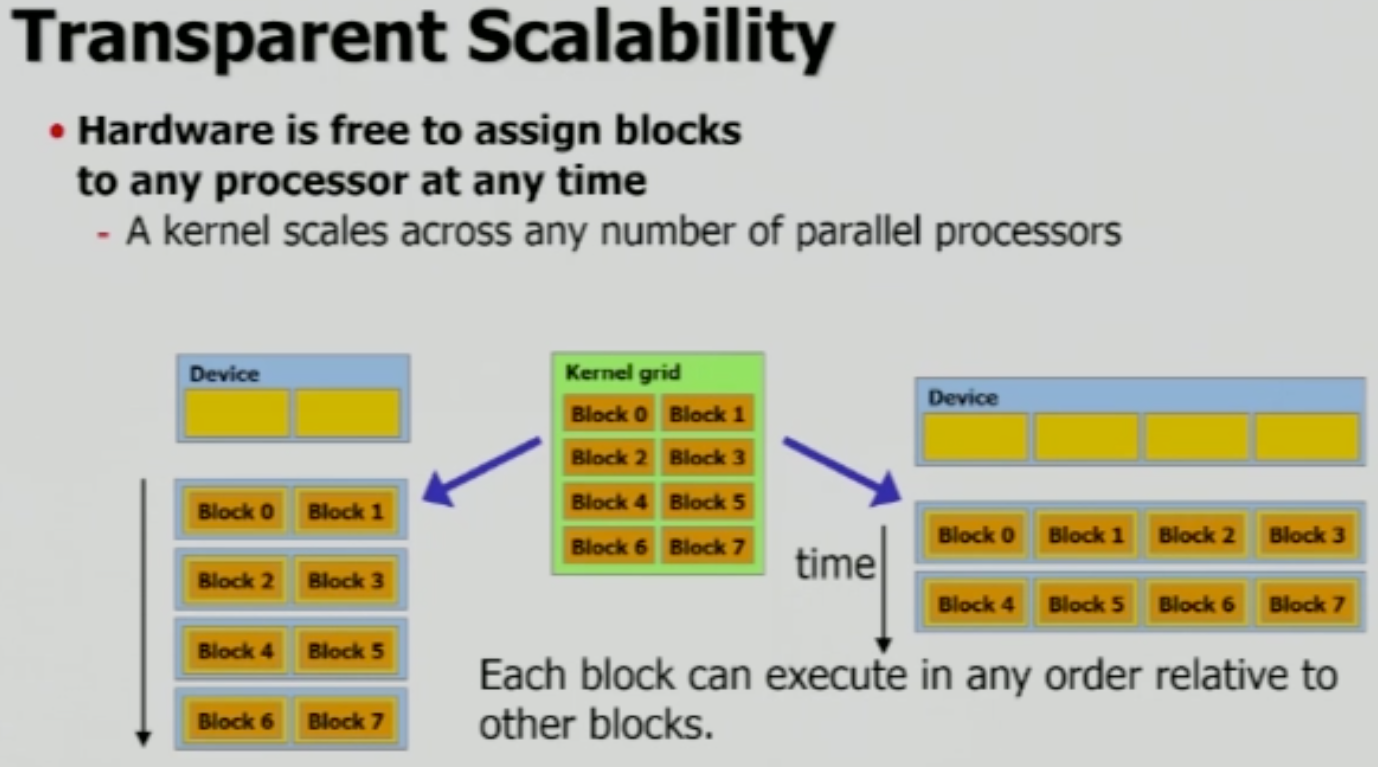 Transparent Scalability
• Hardware is free to assign blocks
to any processor at any time
- A kernel scales across any number of parallel processors
Device
Block 0 Block 1
Block 2 Block 3
Block 4 Block 5
Block 6 Block 7
Kernel grid
Block 0 Block 1
Block 2 Block 3
Block 4 Block 5
Block 6 Block 7
Device
time
Block 0 Block 1 Block 2 Block 3
Block 4 Block 5 Block 6 Block 7
Each block can execute in any order relative to
other blocks.